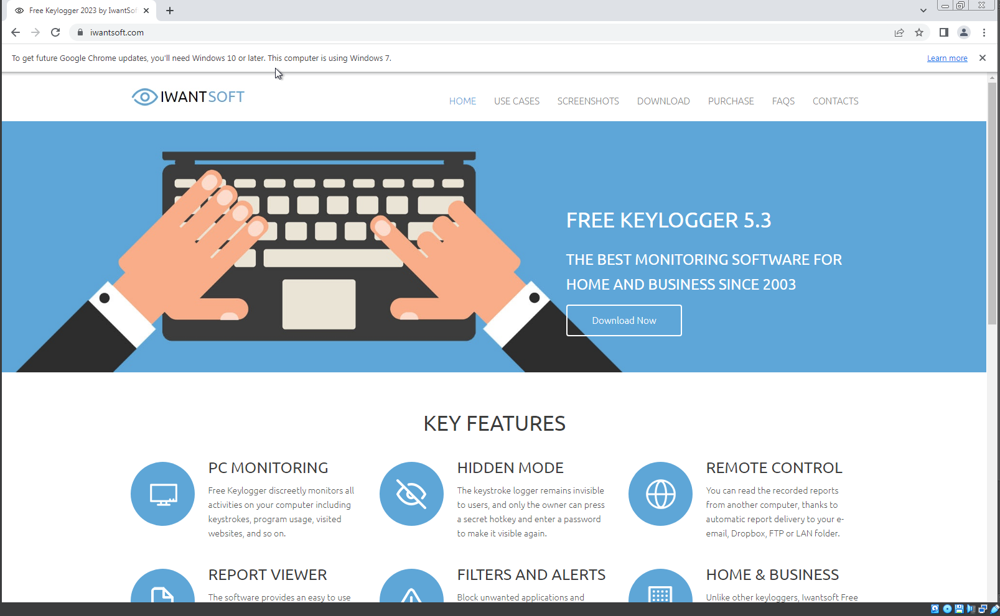 Free Keylogger 2023 by IwantSof
iwantsoft.com
To get future Google Chrome updates, you'll need Windows 10 or later. This computer is using Windows 7.
Learn more
IWANTSOFT
HOME USE CASES SCREENSHOTS DOWNLOAD PURCHASE FAQS CONTACTS
FREE KEYLOGGER 5.3
THE BEST MONITORING SOFTWARE FOR
HOME AND BUSINESS SINCE 2003
Download Now
KEY FEATURES
PC MONITORING
Free Keylogger discreetly monitors all
activities on your computer including
keystrokes, program usage, visited
websites, and so on.
HIDDEN MODE
The keystroke logger remains invisible
to users, and only the owner can press
a secret hotkey and enter a password
to make it visible again.
REMOTE CONTROL
You can read the recorded reports
from another computer, thanks to
automatic report delivery to your e-
email, Dropbox, FTP or LAN folder.
REPORT VIEWER
The software provides an easy to use
FILTERS AND ALERTS
Block unwanted applications and
HOME & BUSINESS
Unlike other keyloggers, Iwantsoft Free